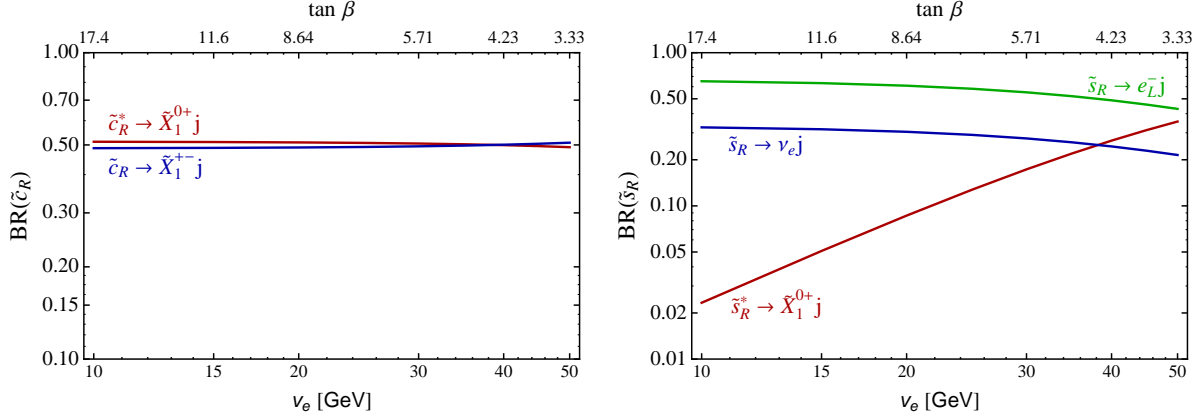 tan β
17.4 11.6 8.64 5.71 4.23 3.33
1.00
0.70
0.50
0.30
0.20
0.15
0.10
BR(c̃_R)
c̃*_R → X̃^{0+}_1 j
c̃_R → X̃^{+-}_1 j
10 15 20 30 40 50
v_e [GeV]
tan β
17.4 11.6 8.64 5.71 4.23 3.33
1.00
0.50
0.20
0.10
0.05
0.02
0.01
BR(s̃_R)
s̃_R → e^-_L j
s̃_R → ν_e j
s̃*_R → X̃^{0+}_1 j
10 15 20 30 40 50
v_e [GeV]